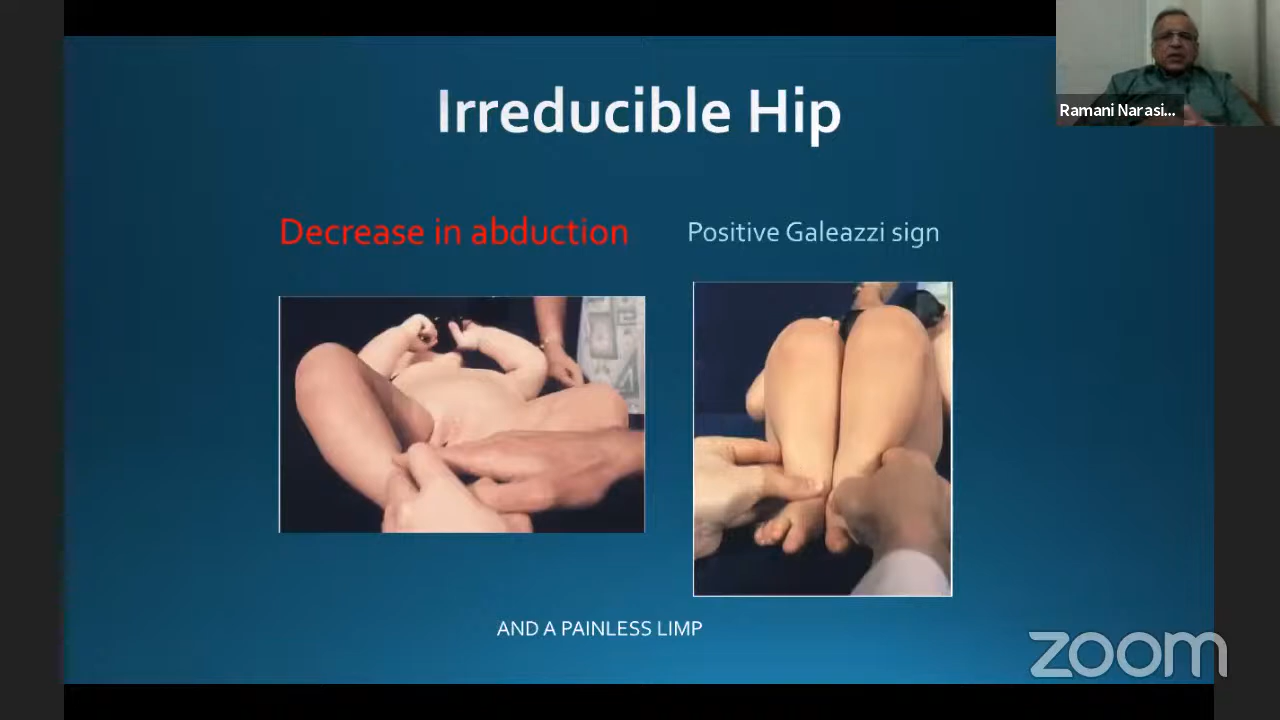 Ramani Narasi...
Irreducible Hip
Decrease in abduction
Positive Galeazzi sign
AND A PAINLESS LIMP
zoom